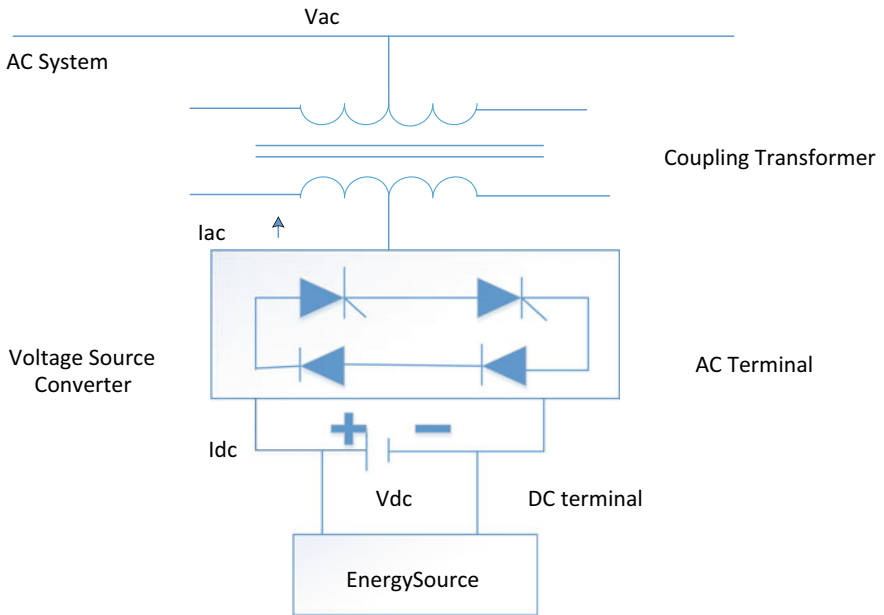 Vac
AC System
Coupling Transformer
Iac
Voltage Source
Converter
AC Terminal
+ −
Idc
Vdc
DC terminal
EnergySource